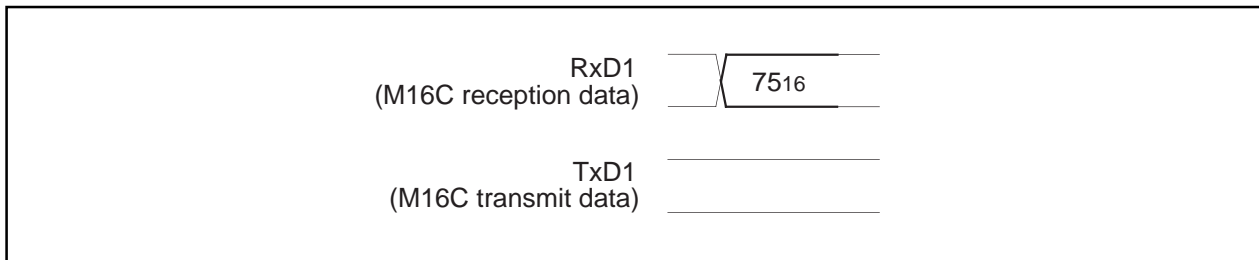 RxD1
(M16C reception data)
7516
TxD1
(M16C transmit data)